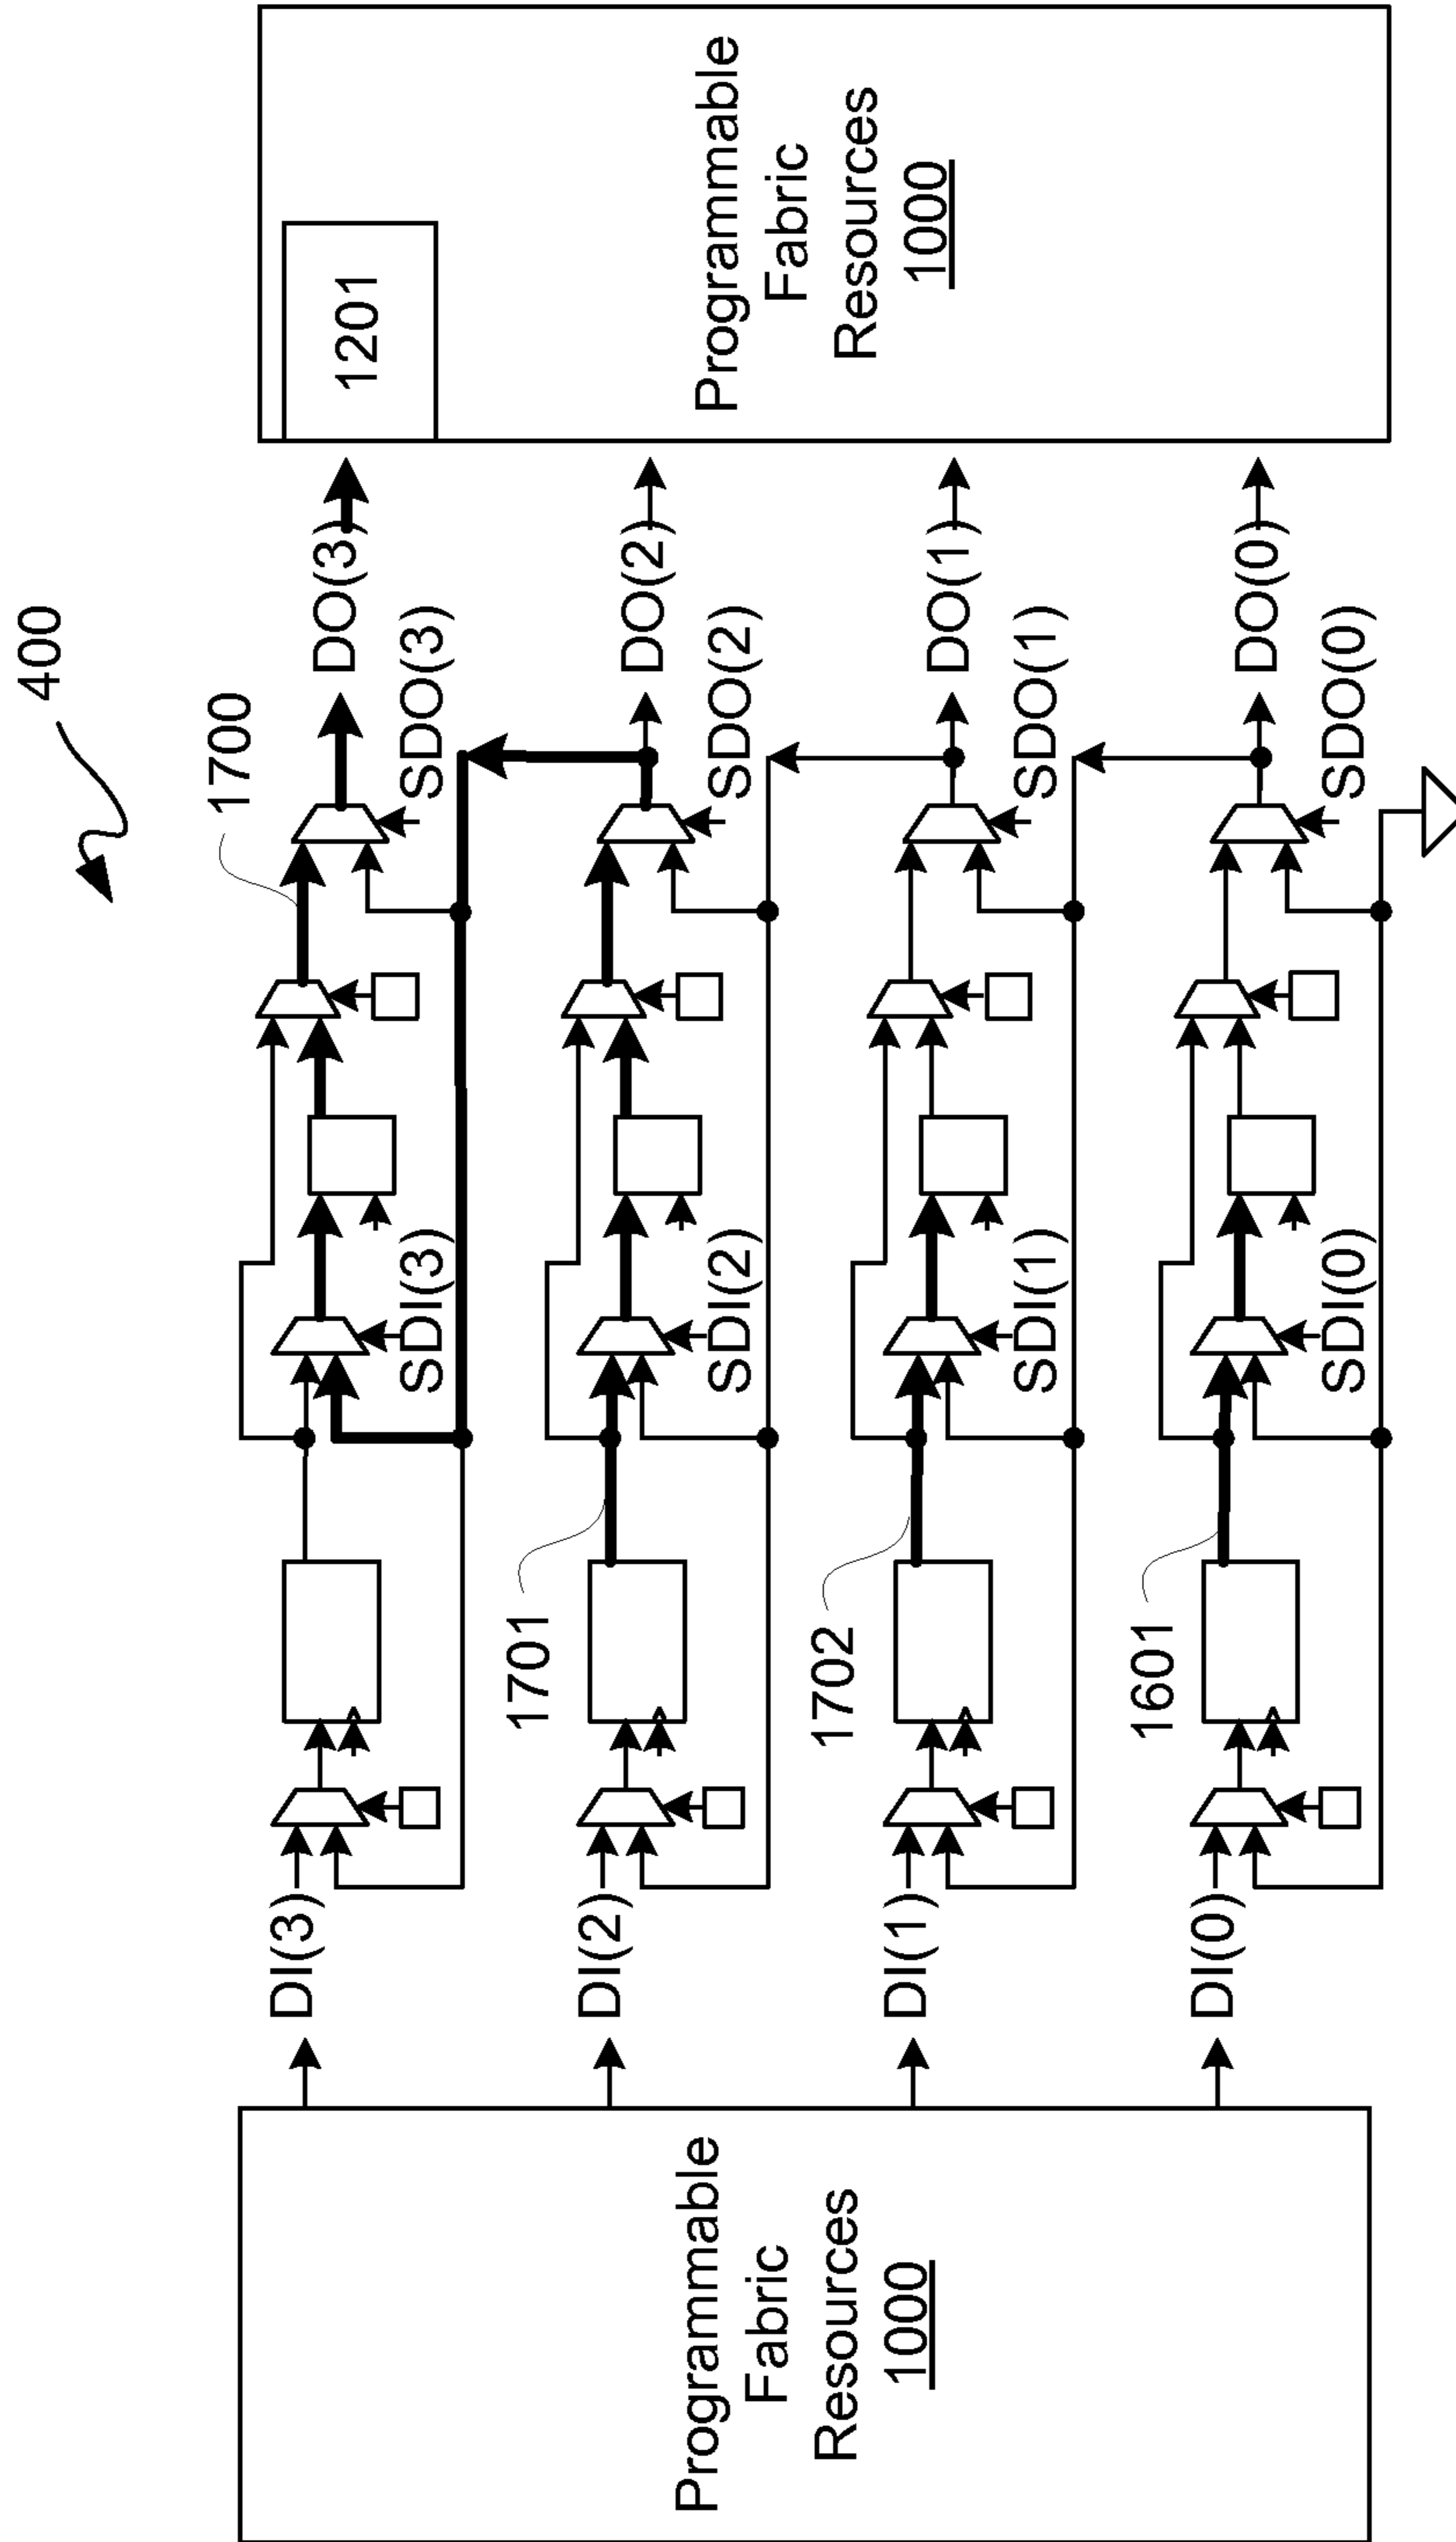 400
Programmable
Fabric
Resources
1000
DI(3)
DI(2)
DI(1)
DI(0)
1701
1702
1601
SDI(3)
SDI(2)
SDI(1)
SDI(0)
1700
SDO(3)
SDO(2)
SDO(1)
SDO(0)
DO(3)
DO(2)
DO(1)
DO(0)
1201
Programmable
Fabric
Resources
1000